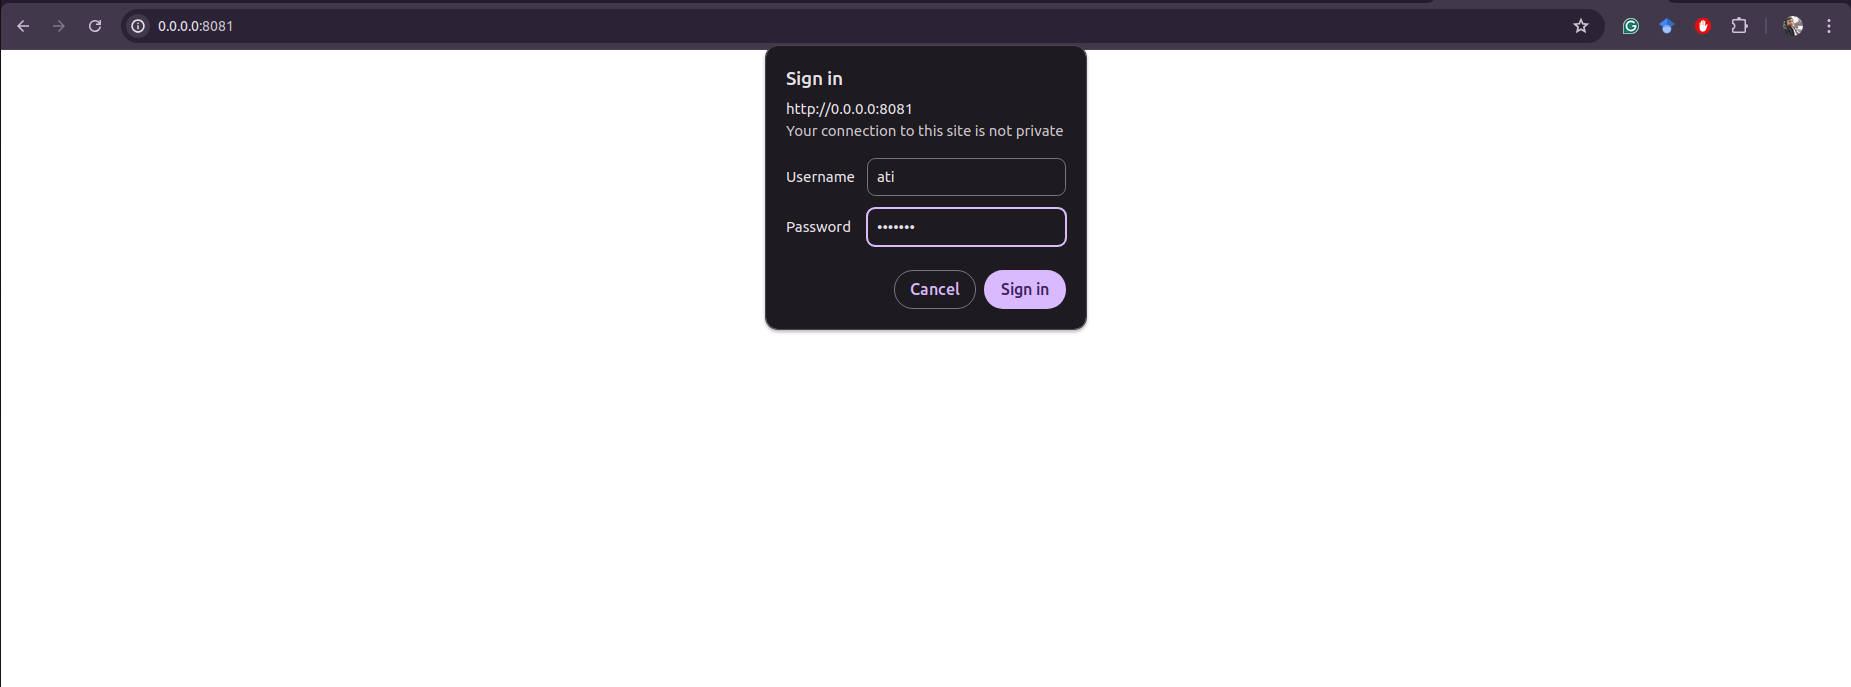 0.0.0.0:8081
Sign in
http://0.0.0.0:8081
Your connection to this site is not private
Username ati
Password •••••••
Cancel Sign in